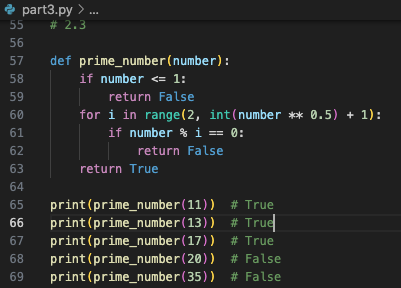 part3.py > ...
55 # 2.3
56
57 def prime_number(number):
58     if number <= 1:
59         return False
60     for i in range(2, int(number ** 0.5) + 1):
61         if number % i == 0:
62             return False
63     return True
64
65 print(prime_number(11))  # True
66 print(prime_number(13))  # True
67 print(prime_number(17))  # True
68 print(prime_number(20))  # False
69 print(prime_number(35))  # False